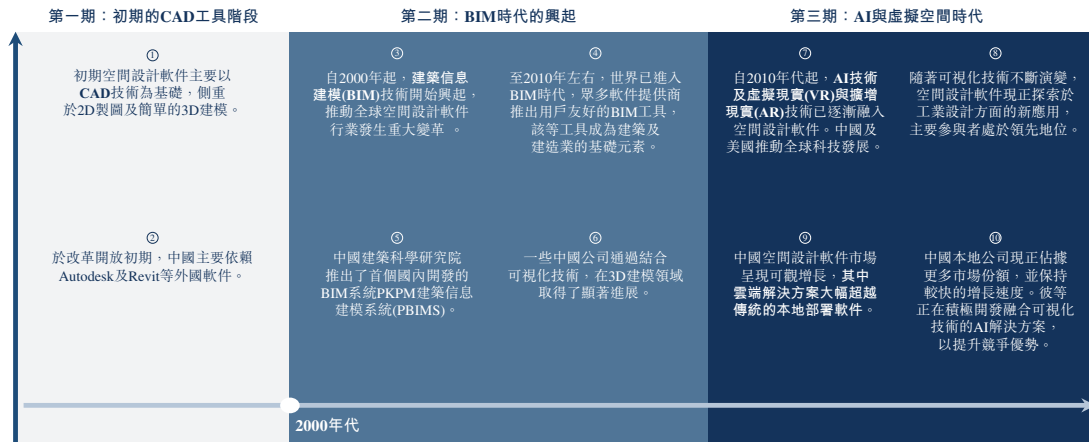 第一期：初期的CAD工具階段
第二期：BIM時代的興起
第三期：AI與虛擬空間時代
①
初期空間設計軟件主要以
CAD技術為基礎，側重
於2D製圖及簡單的3D建模。
②
於改革開放初期，中國主要依賴
Autodesk及Revit等外國軟件。
③
自2000年起，建築信息
建模(BIM)技術開始興起，
推動全球空間設計軟件
行業發生重大變革 。
④
至2010年左右，世界已進入
BIM時代，眾多軟件提供商
推出用戶友好的BIM工具，
該等工具成為建築及
建造業的基礎元素。
⑤
中國建築科學研究院
推出了首個國內開發的
BIM系統PKPM建築信息
建模系統(PBIMS)。
⑥
一些中國公司通過結合
可視化技術，在3D建模領域
取得了顯著進展。
⑦
自2010年代起，AI技術
及虛擬現實(VR)與擴增
現實(AR)技術已逐漸融入
空間設計軟件。中國及
美國推動全球科技發展。
⑧
隨著可視化技術不斷演變，
空間設計軟件現正探索於
工業設計方面的新應用，
主要參與者處於領先地位。
⑨
中國空間設計軟件市場
呈現可觀增長，其中
雲端解決方案大幅超越
傳統的本地部署軟件。
⑩
中國本地公司現正佔據
更多市場份額，並保持
較快的增長速度。彼等
正在積極開發融合可視化
技術的AI解決方案，
以提升競爭優勢。
2000年代